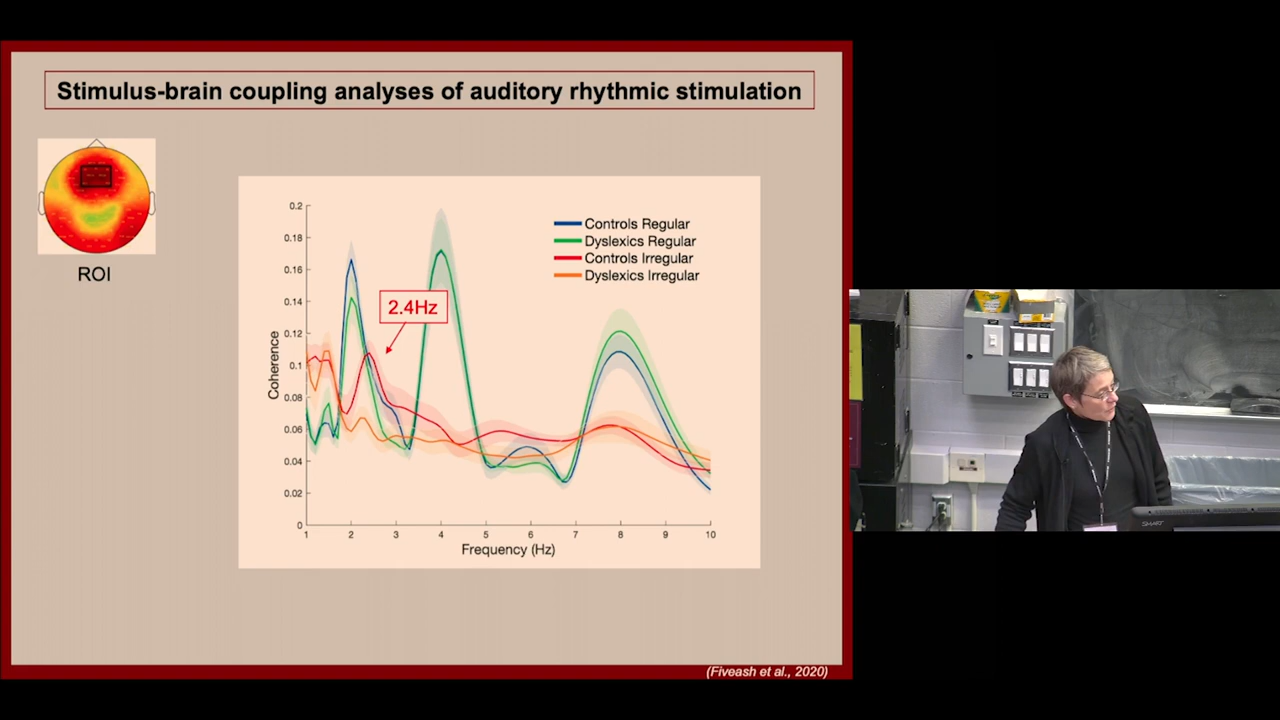 Stimulus-brain coupling analyses of auditory rhythmic stimulation
ROI
0.2
0.18
0.16
0.14
0.12
0.1
0.08
0.06
0.04
0.02
0
Coherence
Controls Regular
Dyslexics Regular
Controls Irregular
Dyslexics Irregular
2.4Hz
1 2 3 4 5 6 7 8 9 10
Frequency (Hz)
(Fiveash et al., 2020)
SMART